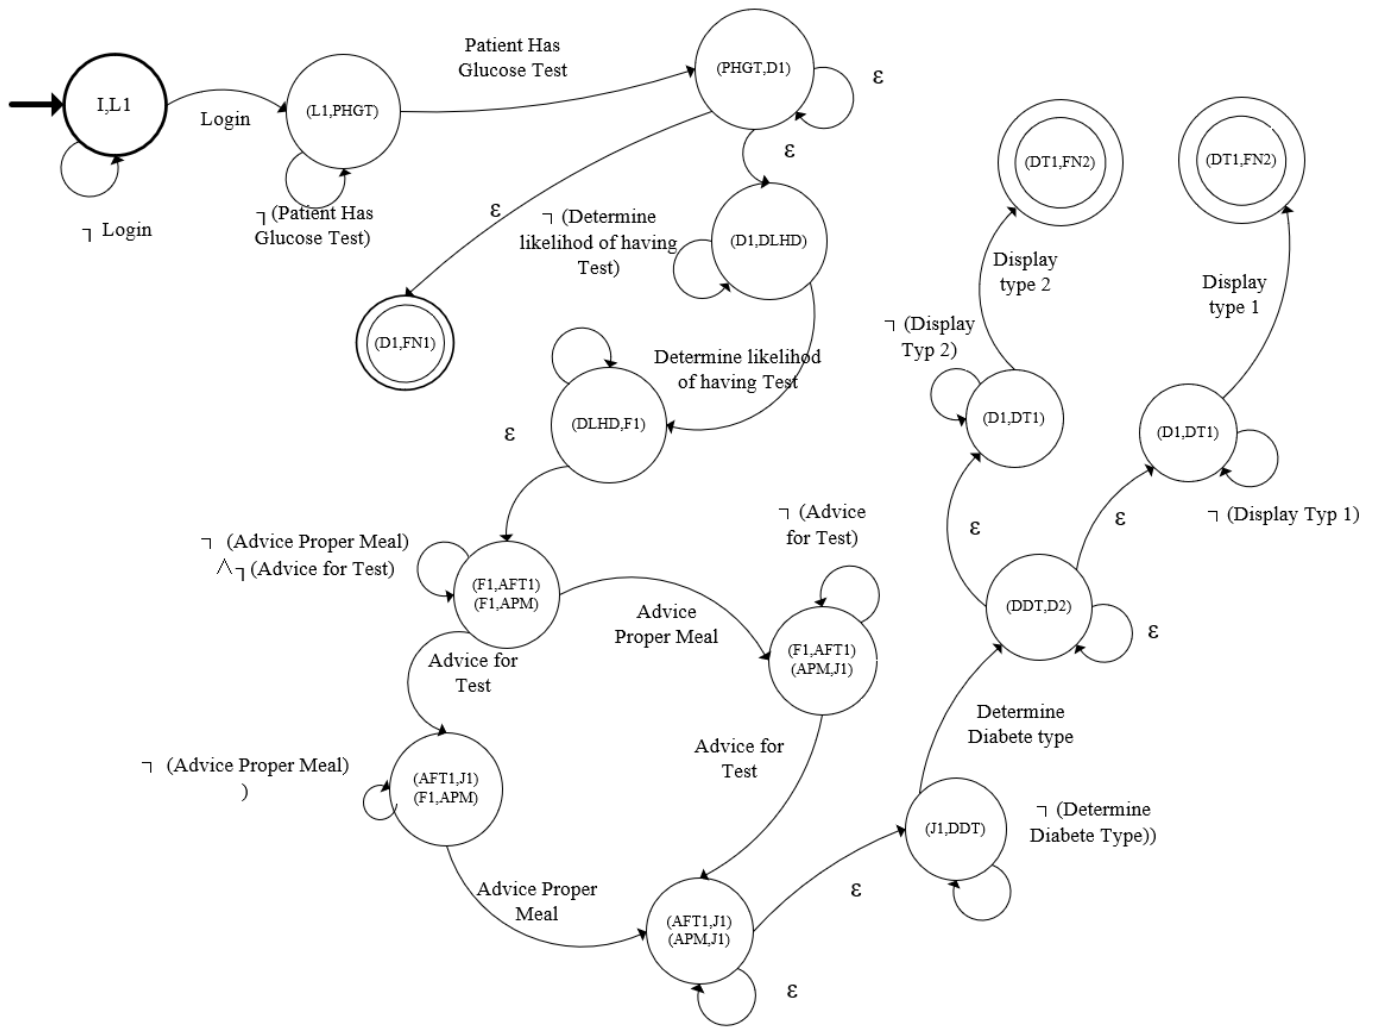 I,L1
Login
¬ Login
(L1,PHGT)
¬ (Patient Has
Glucose Test)
Patient Has
Glucose Test
(PHGT,D1)
ε
ε
ε
(D1,FN1)
¬ (Determine
likelihod of having
Test)
(D1,DLHD)
Determine likelihod
of having Test
(DLHD,F1)
ε
¬ (Advice Proper Meal)
∧ ¬ (Advice for Test)
(F1,AFT1)
(F1,APM)
Advice
Proper Meal
¬ (Advice
for Test)
(F1,AFT1)
(APM,J1)
Advice for
Test
Advice for
Test
¬ (Advice Proper Meal)
)
(AFT1,J1)
(F1,APM)
Advice Proper
Meal
(AFT1,J1)
(APM,J1)
ε
ε
(J1,DDT)
¬ (Determine
Diabete Type))
Determine
Diabete type
(DDT,D2)
ε
ε
ε
(D1,DT1)
¬ (Display
Typ 2)
Display
type 2
(DT1,FN2)
(D1,DT1)
¬ (Display Typ 1)
Display
type 1
(DT1,FN2)